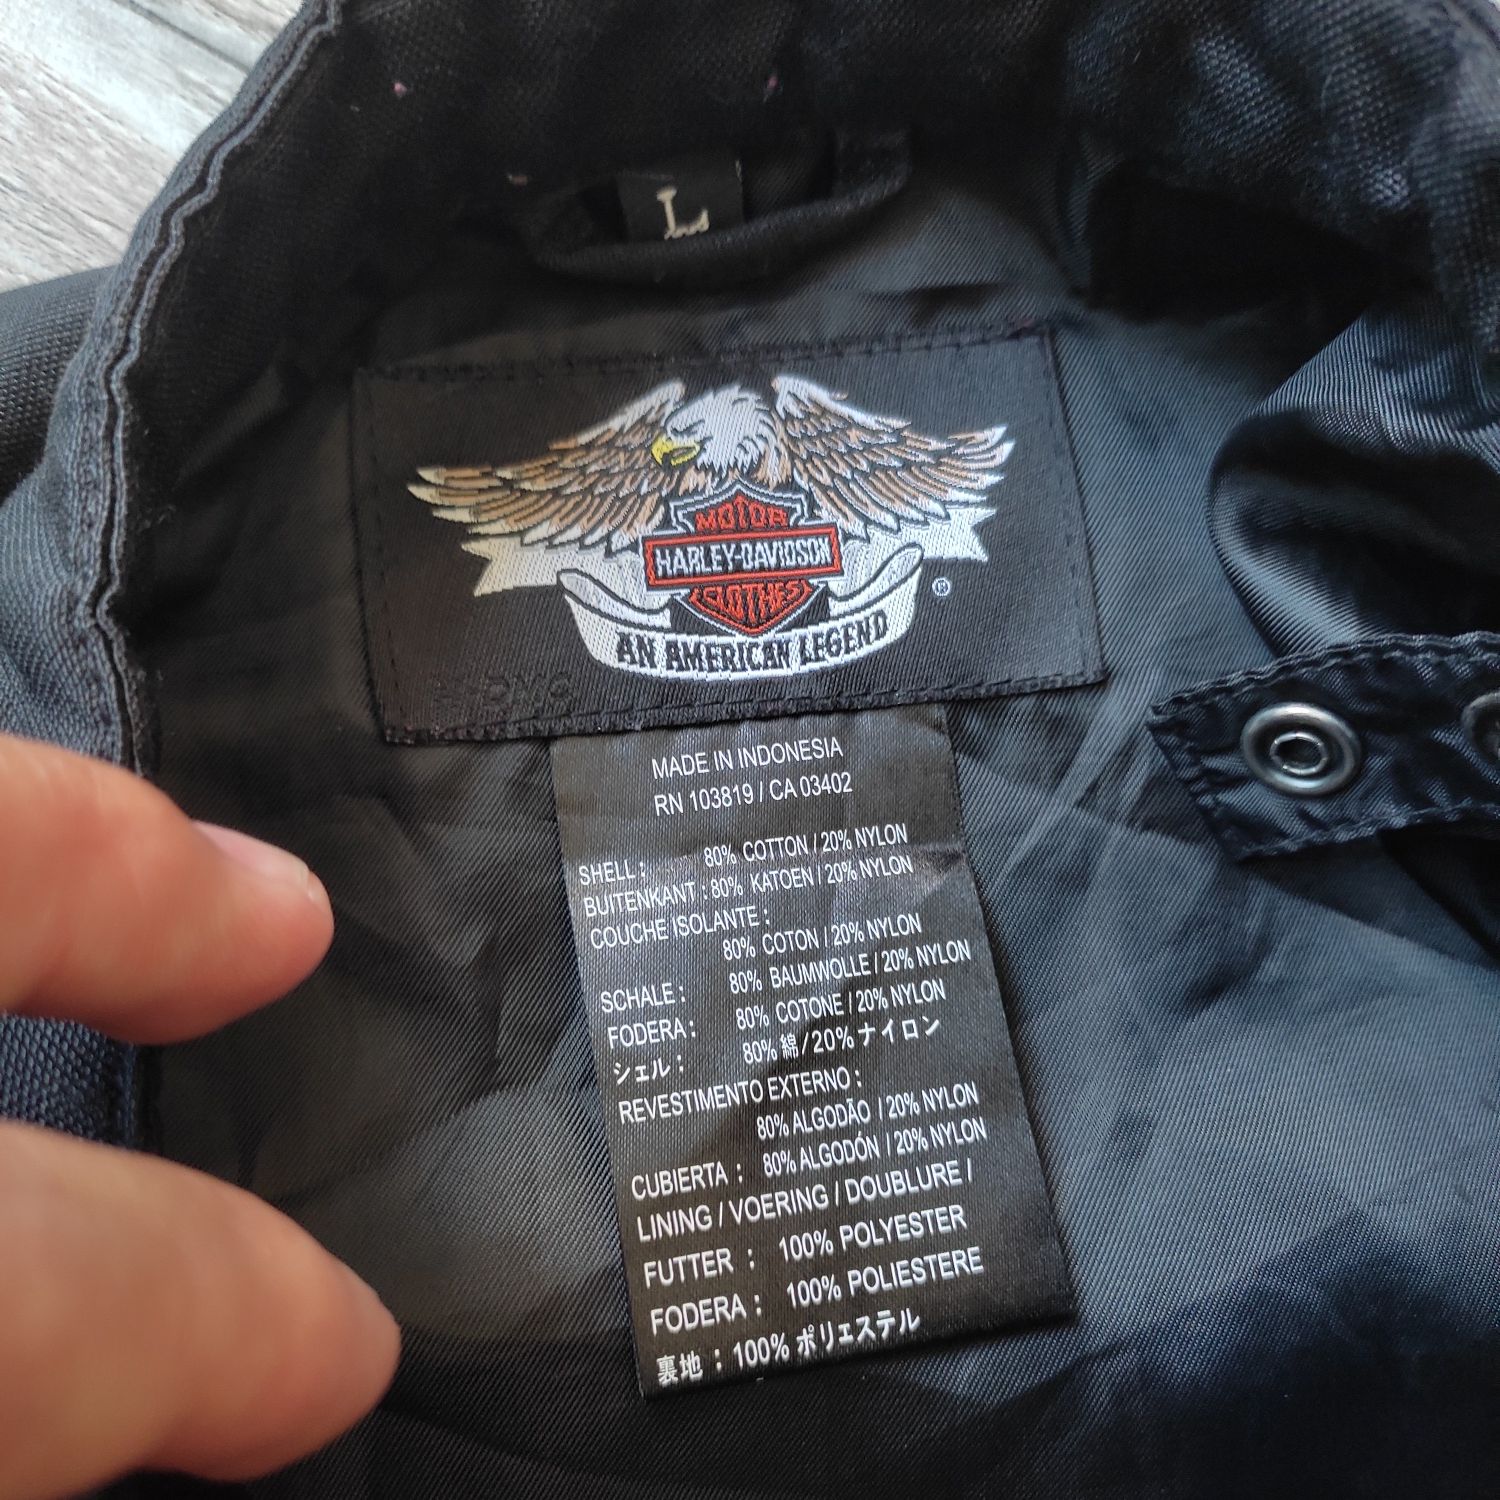 L
MOTOR
HARLEY-DAVIDSON
CLOTHES
®
AN AMERICAN LEGEND
MADE IN INDONESIA
RN 103819 / CA 03402
SHELL : 80% COTTON / 20% NYLON
BUITENKANT : 80% KATOEN / 20% NYLON
COUCHE ISOLANTE :
80% COTON / 20% NYLON
SCHALE : 80% BAUMWOLLE / 20% NYLON
FODERA : 80% COTONE / 20% NYLON
シェル : 80% 綿/20% ナイロン
REVESTIMENTO EXTERNO :
80% ALGODÃO / 20% NYLON
CUBIERTA : 80% ALGODÓN / 20% NYLON
LINING / VOERING / DOUBLURE /
FUTTER : 100% POLYESTER
FODERA : 100% POLIESTERE
裏地 : 100% ポリェステル